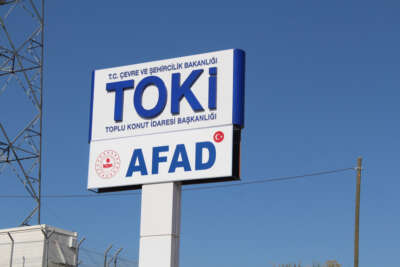 T.C. ÇEVRE VE ŞEHİRCİLİK BAKANLIĞI
TOKİ
TOPLU KONUT İDARESİ BAŞKANLIĞI
AFAD